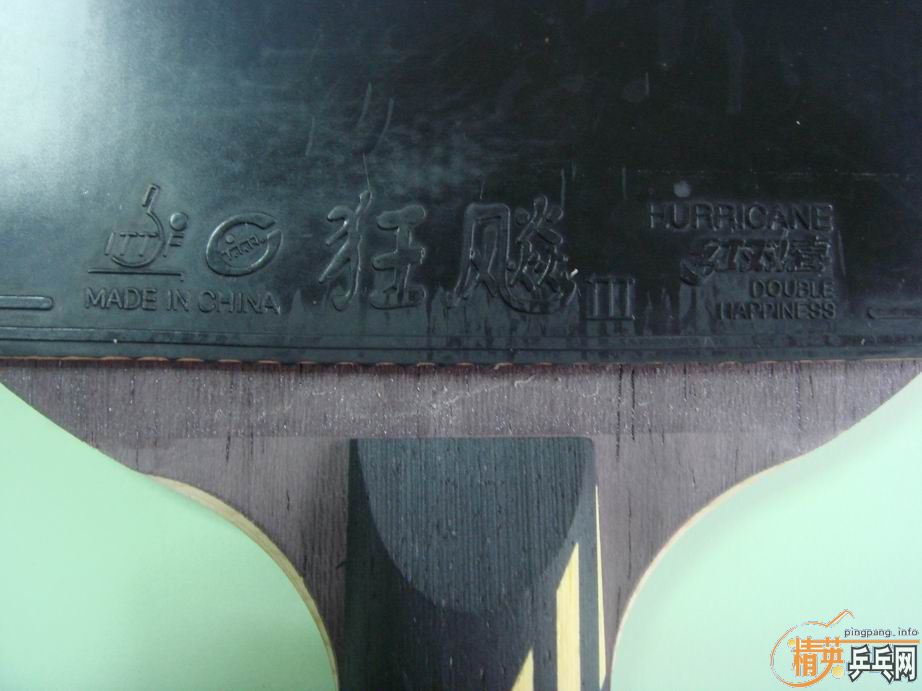 ITTF
MADE IN CHINA
狂飚 III
HURRICANE
红双喜
DOUBLE
HAPPINESS
pingpang.info
精英乒乓网